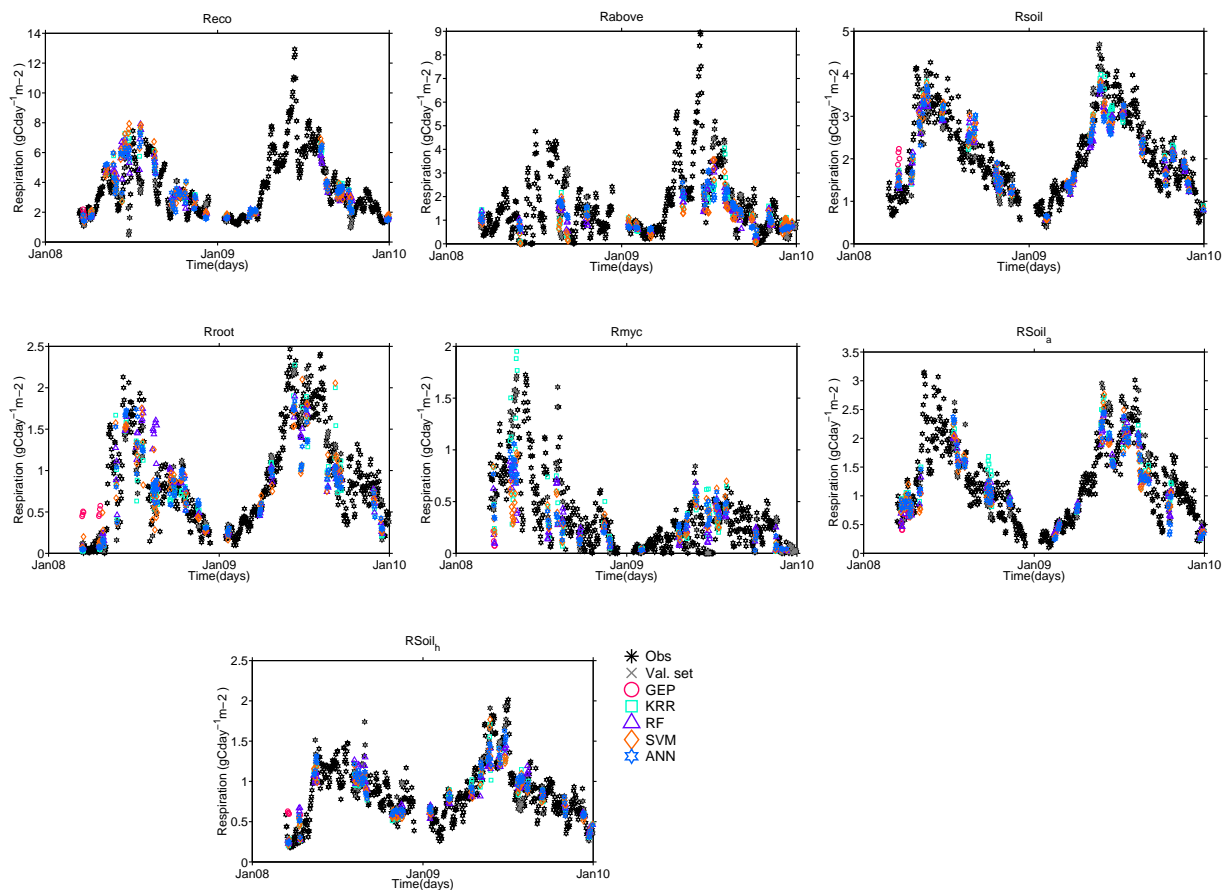 Reco
14
12
10
8
6
4
2
0
Respiration (gCday⁻¹m-2)
Jan08 Jan09 Jan10
Time(days)
Rabove
9
8
7
6
5
4
3
2
1
0
Respiration (gCday⁻¹m-2)
Jan08 Jan09 Jan10
Time(days)
Rsoil
5
4
3
2
1
0
Respiration (gCday⁻¹m-2)
Jan08 Jan09 Jan10
Time(days)
Rroot
2.5
2
1.5
1
0.5
0
Respiration (gCday⁻¹m-2)
Jan08 Jan09 Jan10
Time(days)
Rmyc
2
1.5
1
0.5
0
Respiration (gCday⁻¹m-2)
Jan08 Jan09 Jan10
Time(days)
RSoilₐ
3.5
3
2.5
2
1.5
1
0.5
0
Respiration (gCday⁻¹m-2)
Jan08 Jan09 Jan10
Time(days)
RSoilₕ
2.5
2
1.5
1
0.5
0
Respiration (gCday⁻¹m-2)
Jan08 Jan09 Jan10
Time(days)
Obs
Val. set
GEP
KRR
RF
SVM
ANN